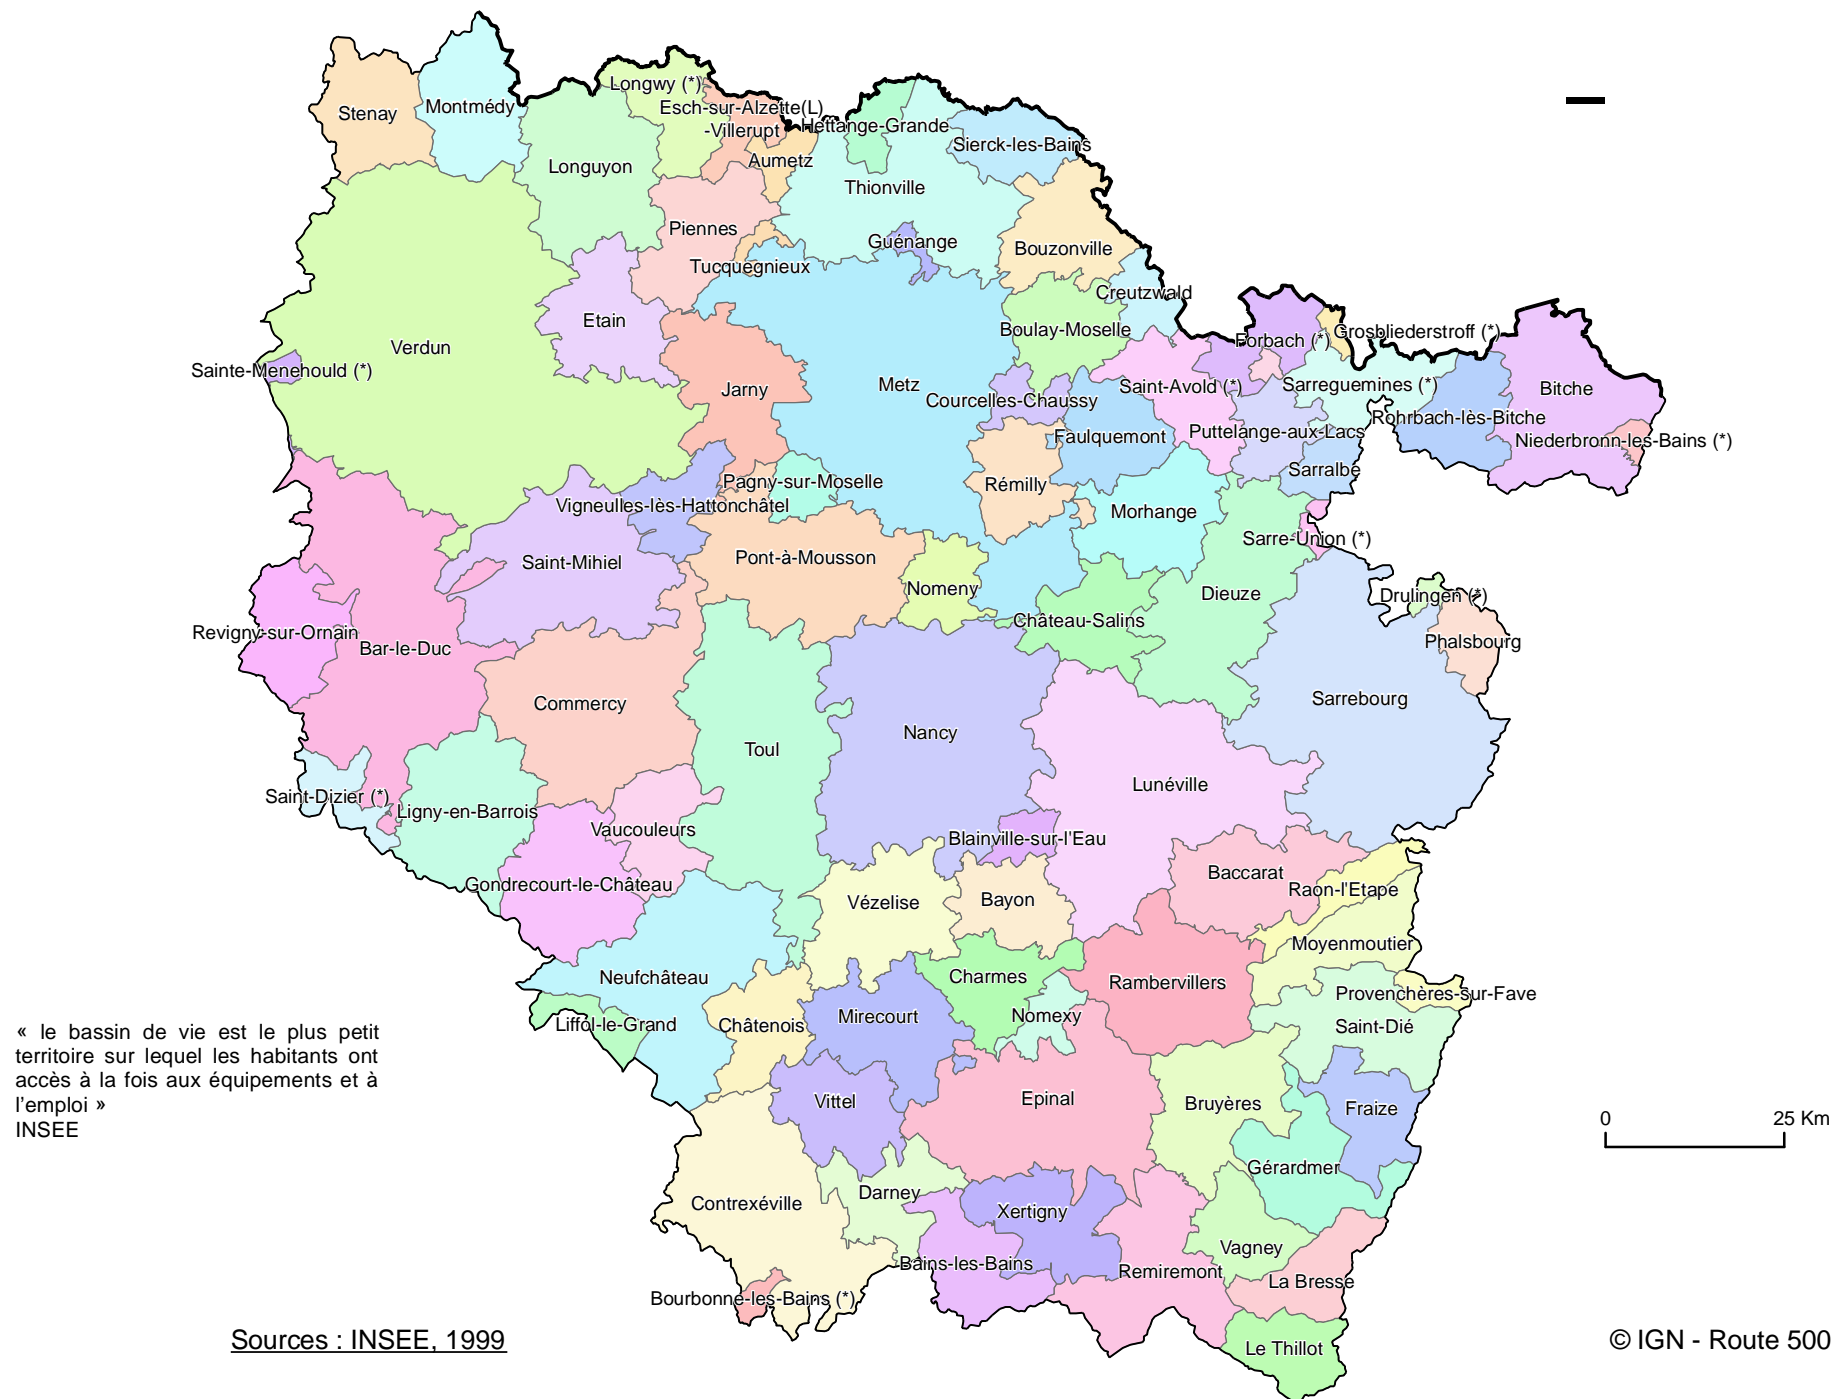 Longwy (*)
Montmédy
Esch-sur-Alzette(L)
-Villerupt
Stenay
Hettange-Grande
Sierck-les-Bains
Aumetz
Longuyon
Thionville
Piennes
Guénange
Bouzonville
Tucquegnieux
Creutzwald
Etain
Boulay-Moselle
Grosbliederstroff (*)
Forbach (*)
Verdun
Sainte-Menehould (*)
Jarny
Metz
Saint-Avold (*)
Sarreguemines (*)
Bitche
Courcelles-Chaussy
Rohrbach-lès-Bitche
Faulquemont
Puttelange-aux-Lacs
Niederbronn-les-Bains (*)
Sarralbe
Pagny-sur-Moselle
Rémilly
Vigneulles-lès-Hattonchâtel
Morhange
Sarre-Union (*)
Pont-à-Mousson
Saint-Mihiel
Nomeny
Dieuze
Drulingen (*)
Château-Salins
Revigny-sur-Ornain
Phalsbourg
Bar-le-Duc
Sarrebourg
Commercy
Nancy
Toul
Lunéville
Saint-Dizier (*)
Ligny-en-Barrois
Vaucouleurs
Blainville-sur-l'Eau
Baccarat
Gondrecourt-le-Château
Raon-l'Etape
Bayon
Vézelise
Moyenmoutier
Neufchâteau
Charmes
Rambervillers
Provenchères-sur-Fave
Nomexy
Mirecourt
Liffol-le-Grand
Châtenois
Saint-Dié
« le bassin de vie est le plus petit
territoire sur lequel les habitants ont
accès à la fois aux équipements et à
l'emploi »
INSEE
Epinal
Vittel
Bruyères
Fraize
0 25 Km
Gérardmer
Darney
Contrexéville
Xertigny
Vagney
Bains-les-Bains
Remiremont
La Bresse
Bourbonne-les-Bains (*)
Le Thillot
Sources : INSEE, 1999
© IGN - Route 500